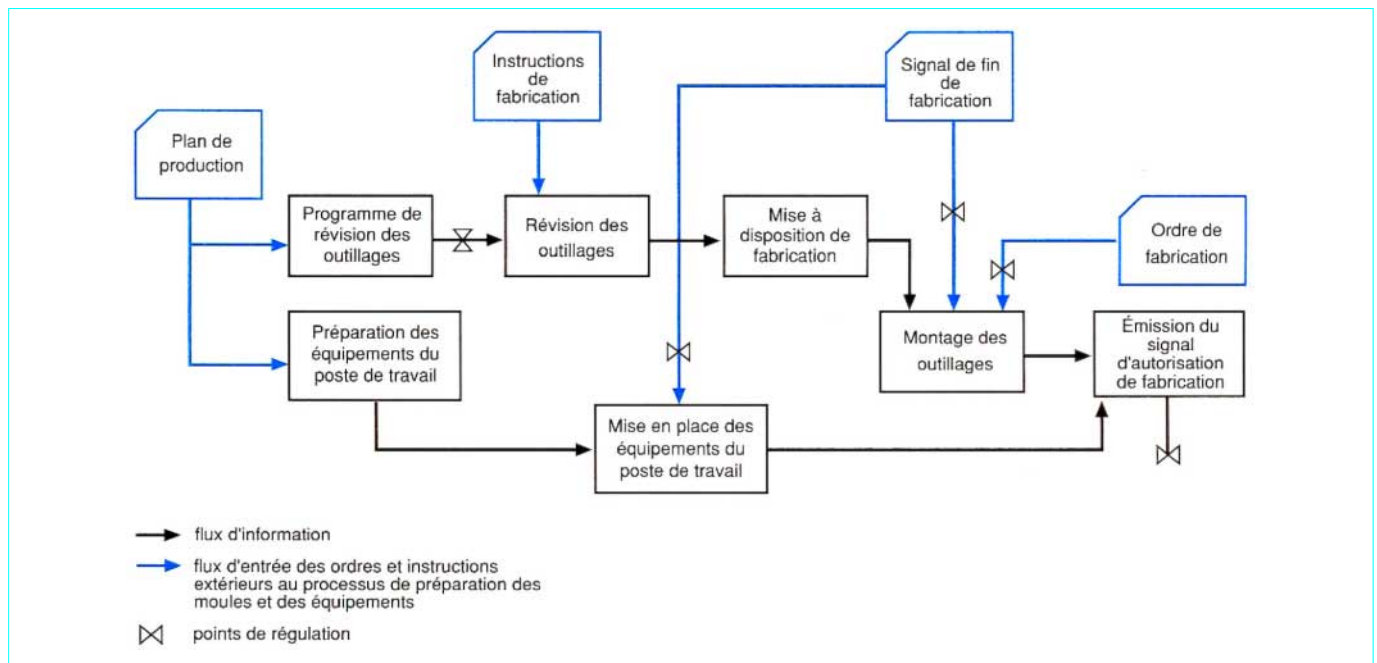 Instructions
de
fabrication
Signal de fin
de
fabrication
Plan de
production
Programme de
révision des
outillages
Révision des
outillages
Mise à
disposition de
fabrication
Ordre de
fabrication
Préparation des
équipements du
poste de travail
Montage des
outillages
Émission du
signal
d'autorisation
de fabrication
Mise en place des
équipements du
poste de travail
flux d'information
flux d'entrée des ordres et instructions
extérieurs au processus de préparation des
moules et des équipements
points de régulation